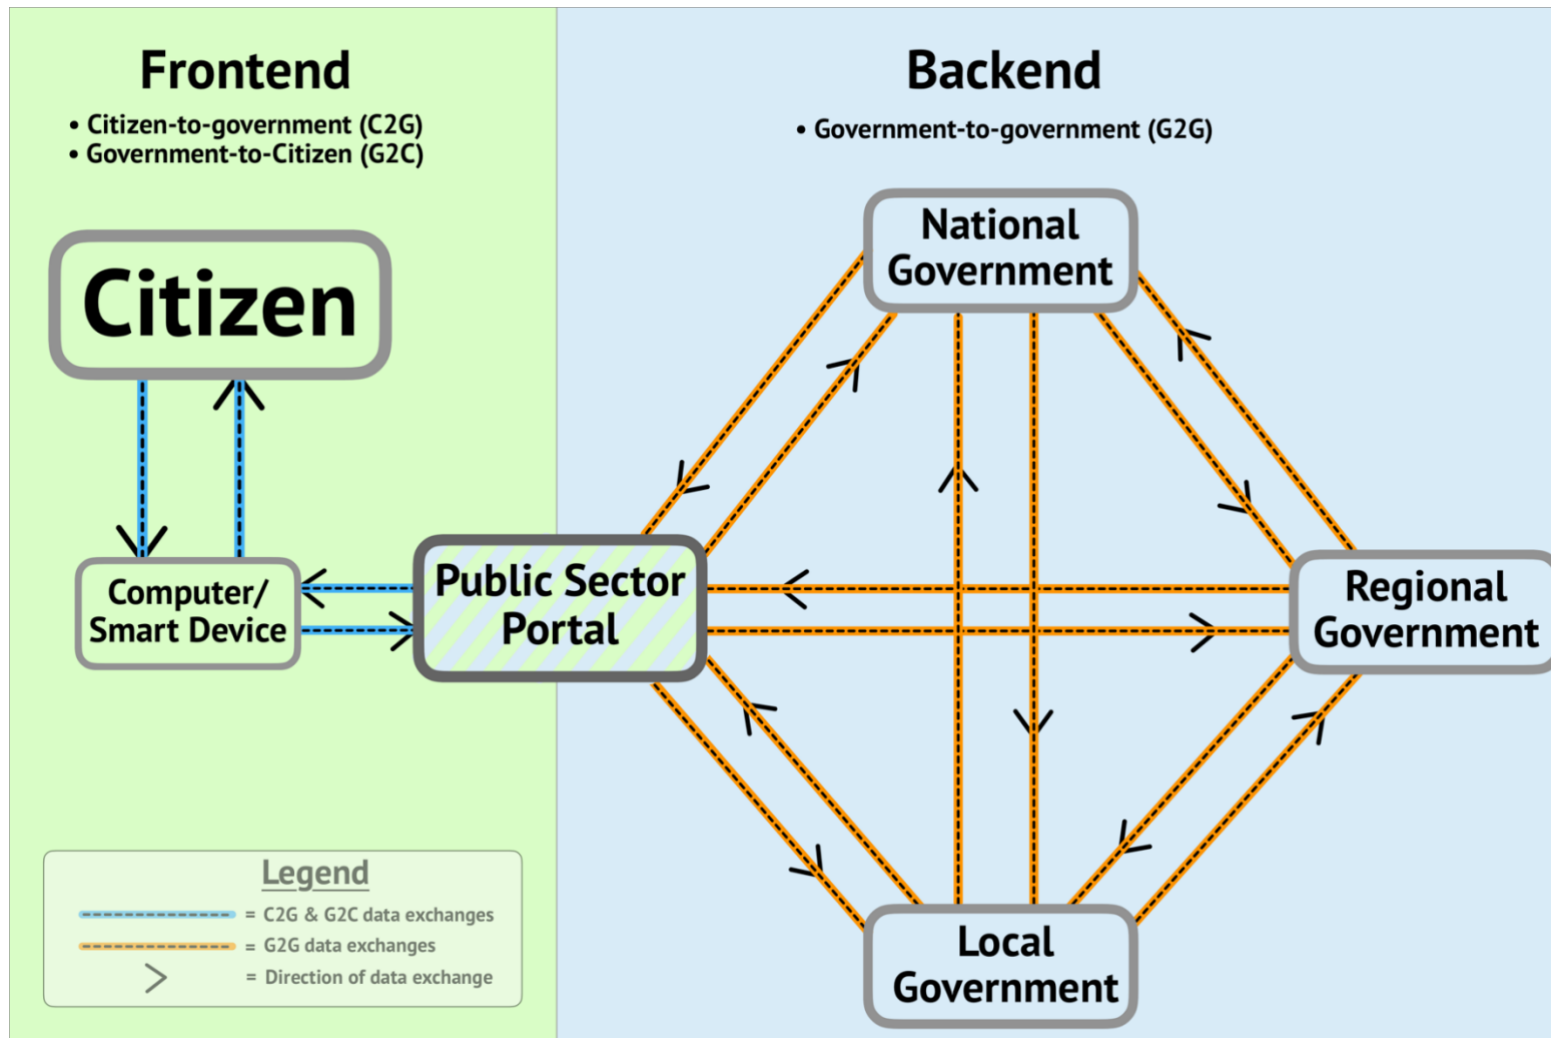 Frontend
• Citizen-to-government (C2G)
• Government-to-Citizen (G2C)
Backend
• Government-to-government (G2G)
Citizen
National
Government
Computer/
Smart Device
Public Sector
Portal
Regional
Government
Local
Government
Legend
= C2G & G2C data exchanges
= G2G data exchanges
= Direction of data exchange